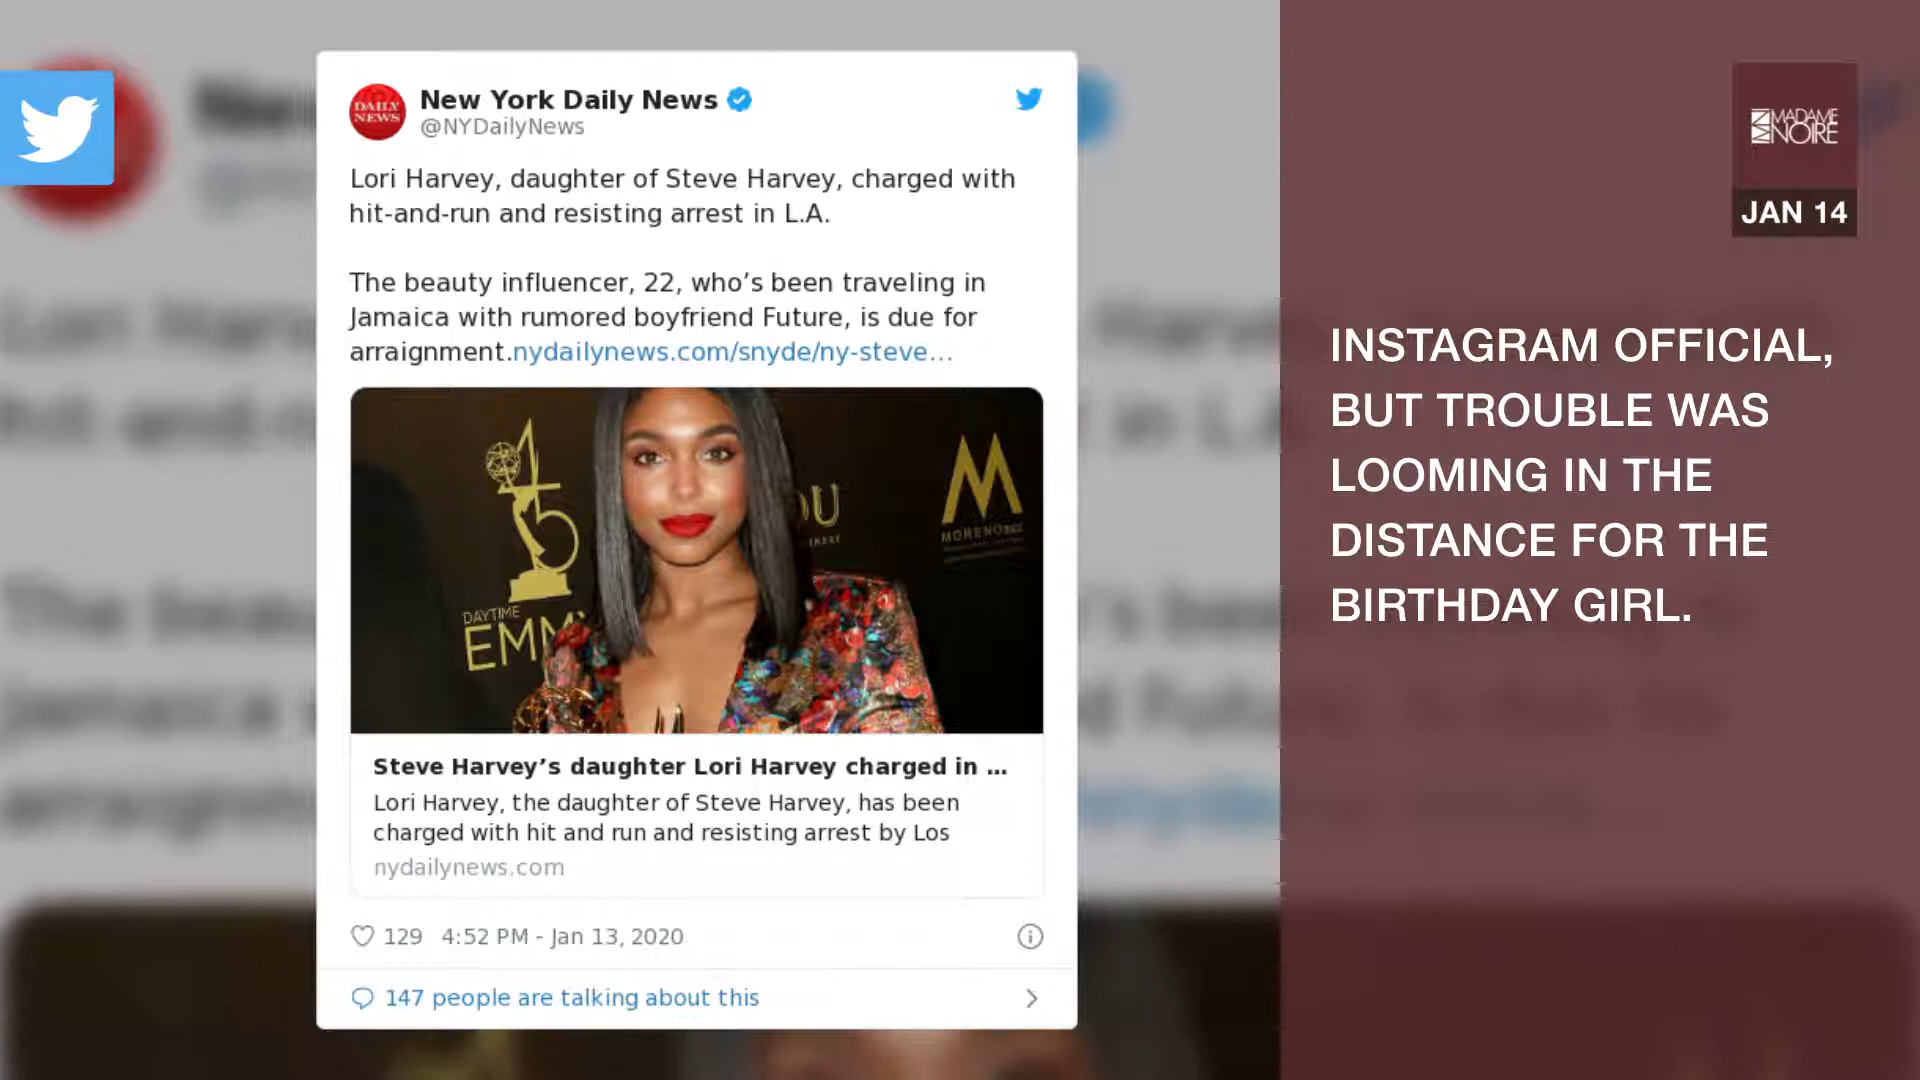 DAILY
NEWS
New York Daily News
@NYDailyNews
Lori Harvey, daughter of Steve Harvey, charged with
hit-and-run and resisting arrest in L.A.
The beauty influencer, 22, who’s been traveling in
Jamaica with rumored boyfriend Future, is due for
arraignment.nydailynews.com/snyde/ny-steve…
DAYTIME
EMMY
OU
M
MORENO
Steve Harvey’s daughter Lori Harvey charged in …
Lori Harvey, the daughter of Steve Harvey, has been
charged with hit and run and resisting arrest by Los
nydailynews.com
129 4:52 PM - Jan 13, 2020
147 people are talking about this
MN MADAME
NOIRE
JAN 14
INSTAGRAM OFFICIAL,
BUT TROUBLE WAS
LOOMING IN THE
DISTANCE FOR THE
BIRTHDAY GIRL.